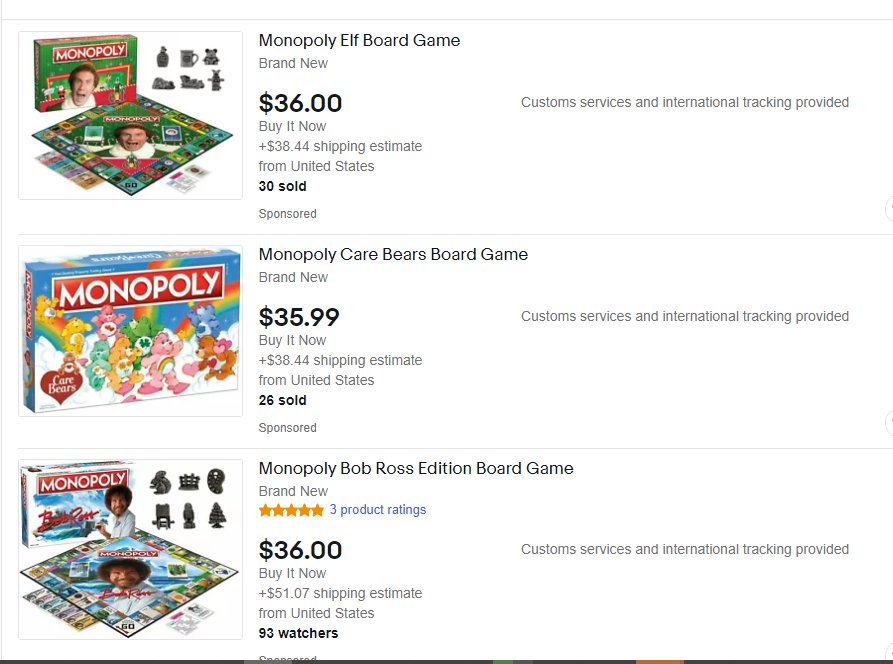 Monopoly Elf Board Game
Brand New
$36.00
Customs services and international tracking provided
Buy It Now
+$38.44 shipping estimate
from United States
30 sold
Sponsored
MONOPOLY
MONOPOLY
GO
Monopoly Care Bears Board Game
Brand New
$35.99
Customs services and international tracking provided
Buy It Now
+$38.44 shipping estimate
from United States
26 sold
Sponsored
MONOPOLY
Care
Bears
Monopoly Bob Ross Edition Board Game
Brand New
3 product ratings
$36.00
Customs services and international tracking provided
Buy It Now
+$51.07 shipping estimate
from United States
93 watchers
Sponsored
MONOPOLY
Bob Ross
MONOPOLY
Bob Ross
GO